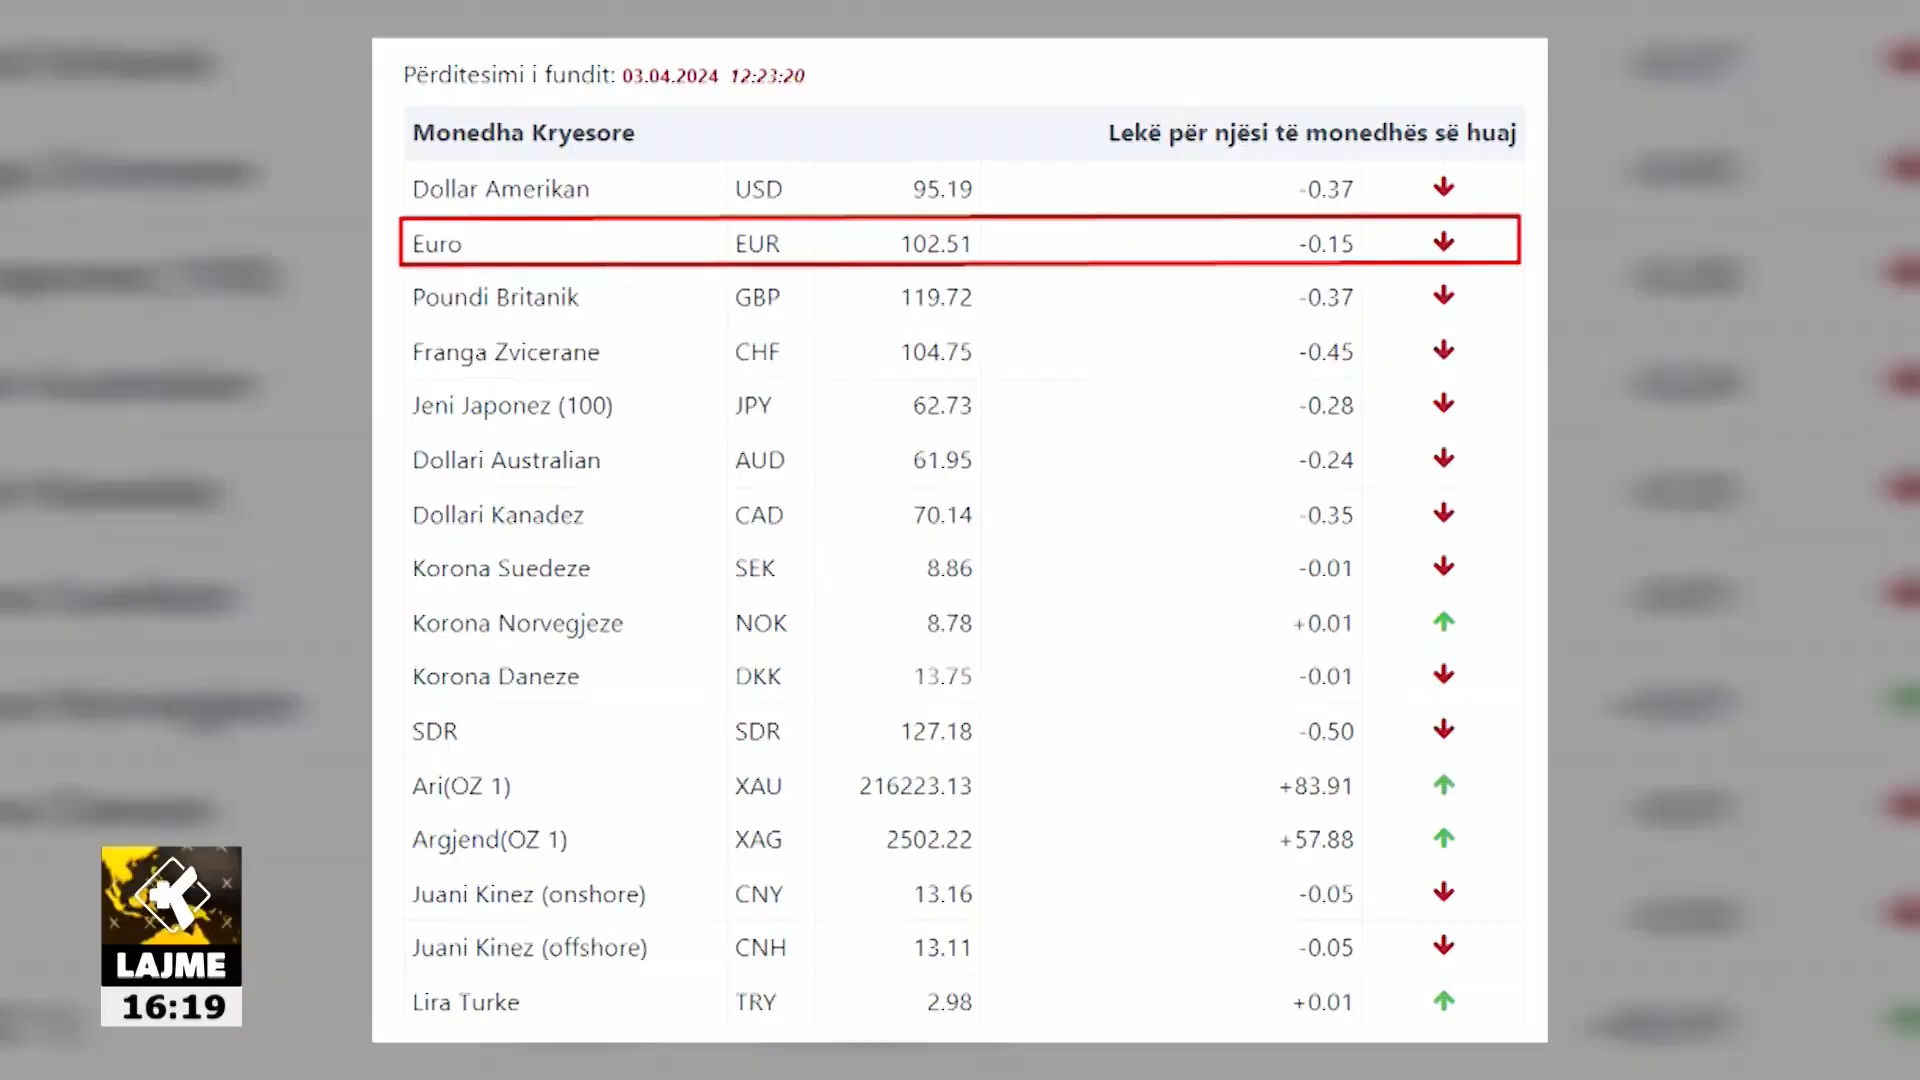 Përditesimi i fundit: 03.04.2024 12:23:20
Monedha Kryesore Lekë për njësi të monedhës së huaj
Dollar Amerikan USD 95.19 -0.37
Euro EUR 102.51 -0.15
Poundi Britanik GBP 119.72 -0.37
Franga Zvicerane CHF 104.75 -0.45
Jeni Japonez (100) JPY 62.73 -0.28
Dollari Australian AUD 61.95 -0.24
Dollari Kanadez CAD 70.14 -0.35
Korona Suedeze SEK 8.86 -0.01
Korona Norvegjeze NOK 8.78 +0.01
Korona Daneze DKK 13.75 -0.01
SDR SDR 127.18 -0.50
Ari(OZ 1) XAU 216223.13 +83.91
Argjend(OZ 1) XAG 2502.22 +57.88
Juani Kinez (onshore) CNY 13.16 -0.05
Juani Kinez (offshore) CNH 13.11 -0.05
Lira Turke TRY 2.98 +0.01
K
LAJME
16:19